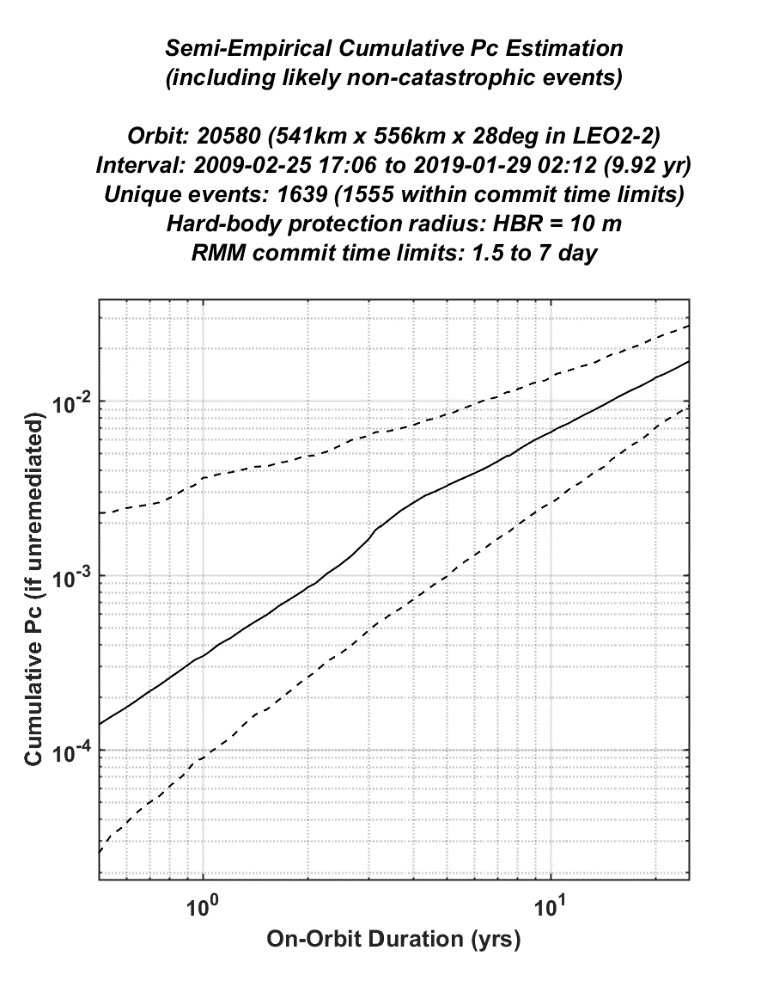 Semi-Empirical Cumulative Pc Estimation
(including likely non-catastrophic events)
Orbit: 20580 (541km x 556km x 28deg in LEO2-2)
Interval: 2009-02-25 17:06 to 2019-01-29 02:12 (9.92 yr)
Unique events: 1639 (1555 within commit time limits)
Hard-body protection radius: HBR = 10 m
RMM commit time limits: 1.5 to 7 day
Cumulative Pc (if unremediated)
10⁻²
10⁻³
10⁻⁴
10⁰
10¹
On-Orbit Duration (yrs)